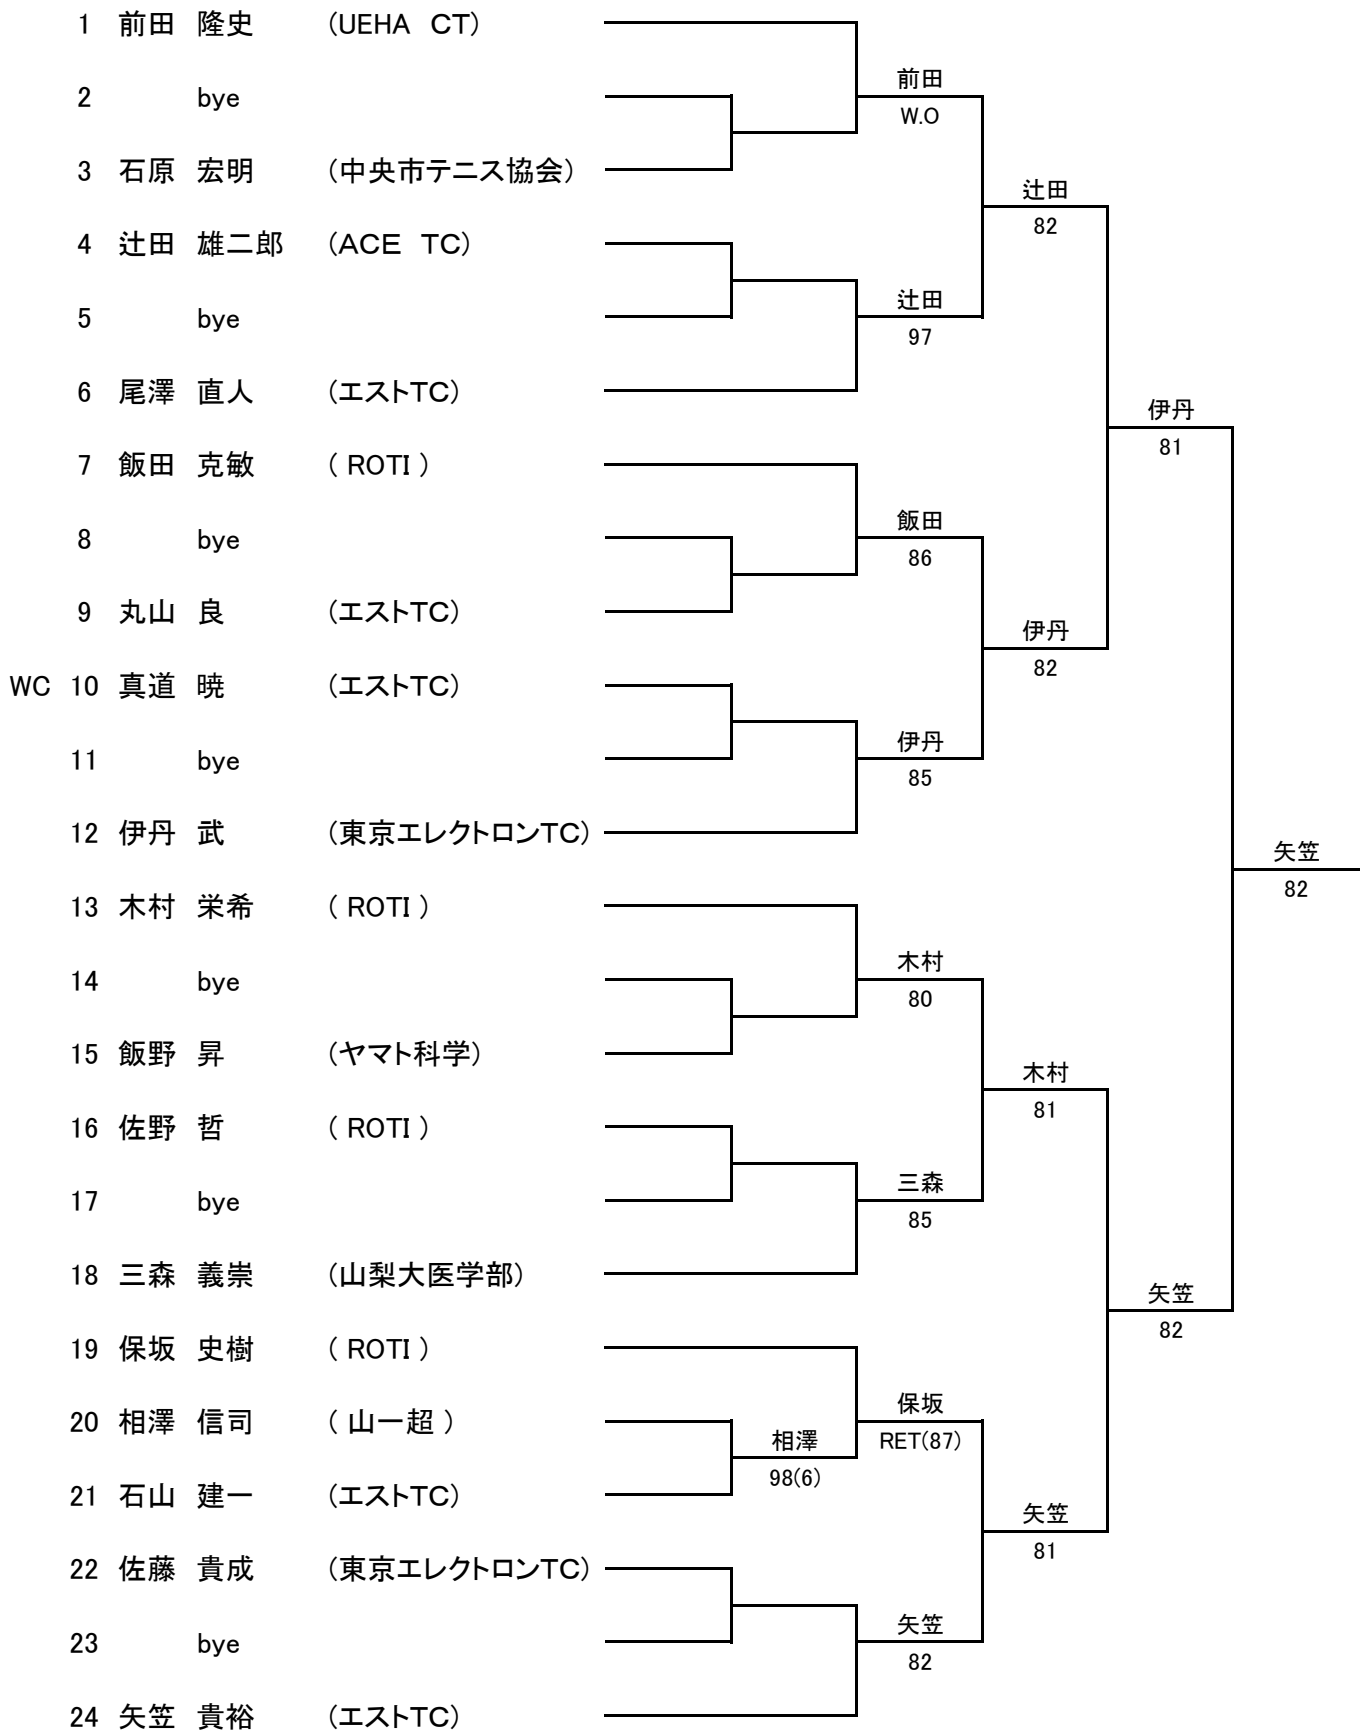 1 前田 隆史 (UEHA CT)
2 bye
3 石原 宏明 (中央市テニス協会)
4 辻田 雄二郎 (ACE TC)
5 bye
6 尾澤 直人 (エストTC)
7 飯田 克敏 ( ROTI )
8 bye
9 丸山 良 (エストTC)
WC 10 真道 暁 (エストTC)
11 bye
12 伊丹 武 (東京エレクトロンTC)
13 木村 栄希 ( ROTI )
14 bye
15 飯野 昇 (ヤマト科学)
16 佐野 哲 ( ROTI )
17 bye
18 三森 義崇 (山梨大医学部)
19 保坂 史樹 ( ROTI )
20 相澤 信司 ( 山一超 )
21 石山 建一 (エストTC)
22 佐藤 貴成 (東京エレクトロンTC)
23 bye
24 矢笠 貴裕 (エストTC)
相澤
98(6)
前田
W.O
辻田
97
飯田
86
伊丹
85
木村
80
三森
85
保坂
RET(87)
矢笠
82
辻田
82
伊丹
82
木村
81
矢笠
81
伊丹
81
矢笠
82
矢笠
82